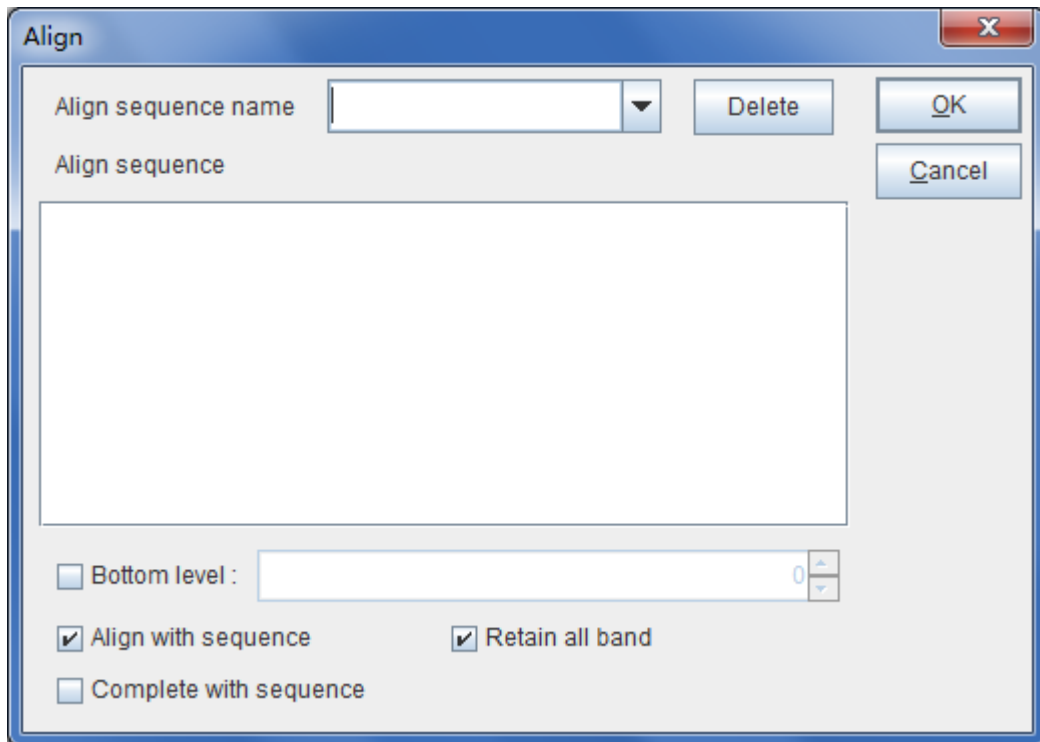 Align
Align sequence name Delete OK
Align sequence
Cancel
Bottom level : 0
Align with sequence Retain all band
Complete with sequence